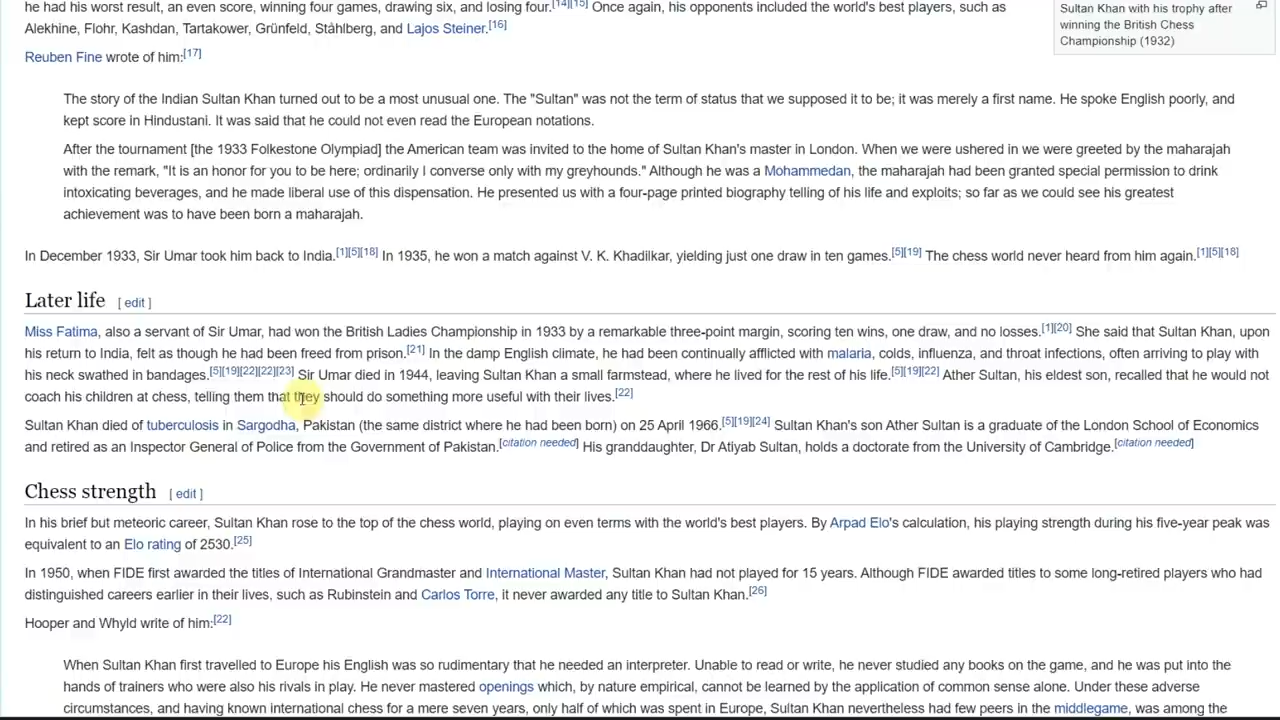 he had his worst result, an even score, winning four games, drawing six, and losing four.[14][15] Once again, his opponents included the world's best players, such as
Alekhine, Flohr, Kashdan, Tartakower, Grünfeld, Ståhlberg, and Lajos Steiner.[16]
Sultan Khan with his trophy after
winning the British Chess
Championship (1932)
Reuben Fine wrote of him:[17]
The story of the Indian Sultan Khan turned out to be a most unusual one. The "Sultan" was not the term of status that we supposed it to be; it was merely a first name. He spoke English poorly, and
kept score in Hindustani. It was said that he could not even read the European notations.
After the tournament [the 1933 Folkestone Olympiad] the American team was invited to the home of Sultan Khan's master in London. When we were ushered in we were greeted by the maharajah
with the remark, "It is an honor for you to be here; ordinarily I converse only with my greyhounds." Although he was a Mohammedan, the maharajah had been granted special permission to drink
intoxicating beverages, and he made liberal use of this dispensation. He presented us with a four-page printed biography telling of his life and exploits; so far as we could see his greatest
achievement was to have been born a maharajah.
In December 1933, Sir Umar took him back to India.[1][5][18] In 1935, he won a match against V. K. Khadilkar, yielding just one draw in ten games.[5][19] The chess world never heard from him again.[1][5][18]
Later life [ edit ]
Miss Fatima, also a servant of Sir Umar, had won the British Ladies Championship in 1933 by a remarkable three-point margin, scoring ten wins, one draw, and no losses.[1][20] She said that Sultan Khan, upon
his return to India, felt as though he had been freed from prison.[21] In the damp English climate, he had been continually afflicted with malaria, colds, influenza, and throat infections, often arriving to play with
his neck swathed in bandages.[5][19][22][22][23] Sir Umar died in 1944, leaving Sultan Khan a small farmstead, where he lived for the rest of his life.[5][19][22] Ather Sultan, his eldest son, recalled that he would not
coach his children at chess, telling them that they should do something more useful with their lives.[22]
Sultan Khan died of tuberculosis in Sargodha, Pakistan (the same district where he had been born) on 25 April 1966.[5][19][24] Sultan Khan's son Ather Sultan is a graduate of the London School of Economics
and retired as an Inspector General of Police from the Government of Pakistan.[citation needed] His granddaughter, Dr Atiyab Sultan, holds a doctorate from the University of Cambridge.[citation needed]
Chess strength [ edit ]
In his brief but meteoric career, Sultan Khan rose to the top of the chess world, playing on even terms with the world's best players. By Arpad Elo's calculation, his playing strength during his five-year peak was
equivalent to an Elo rating of 2530.[25]
In 1950, when FIDE first awarded the titles of International Grandmaster and International Master, Sultan Khan had not played for 15 years. Although FIDE awarded titles to some long-retired players who had
distinguished careers earlier in their lives, such as Rubinstein and Carlos Torre, it never awarded any title to Sultan Khan.[26]
Hooper and Whyld write of him:[22]
When Sultan Khan first travelled to Europe his English was so rudimentary that he needed an interpreter. Unable to read or write, he never studied any books on the game, and he was put into the
hands of trainers who were also his rivals in play. He never mastered openings which, by nature empirical, cannot be learned by the application of common sense alone. Under these adverse
circumstances, and having known international chess for a mere seven years, only half of which was spent in Europe, Sultan Khan nevertheless had few peers in the middlegame, was among the